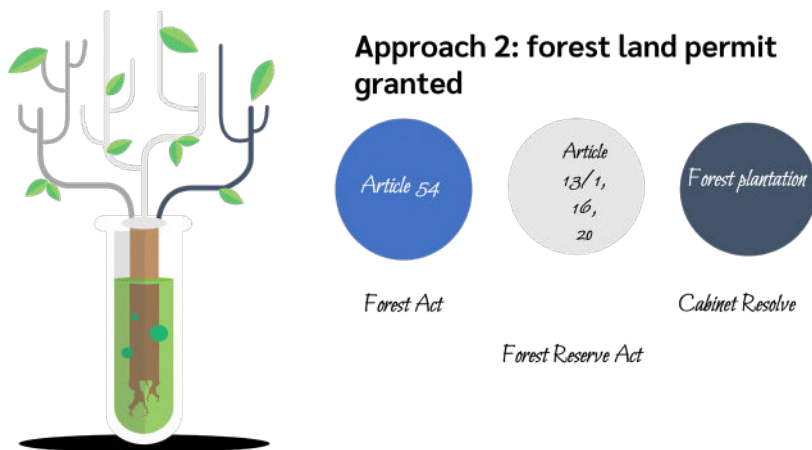 Approach 2: forest land permit
granted
Article 54
Article
13/1,
16,
20
Forest plantation
Forest Act
Forest Reserve Act
Cabinet Resolve